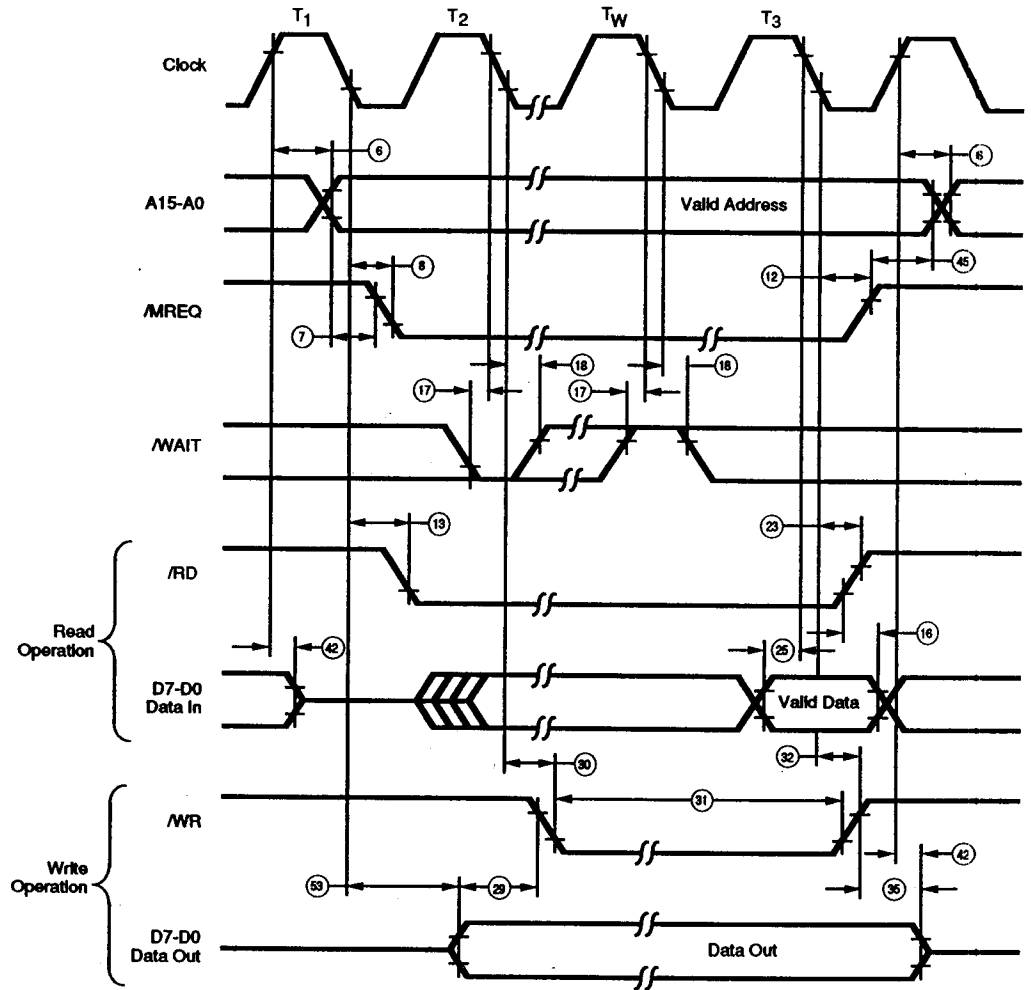 T1 T2 TW T3
Clock
6 6
A15-A0 Valid Address
8 12 45
/MREQ
7
17 18 17 18
/WAIT
13 23
/RD
Read
Operation
42 25 16
D7-D0
Data In
Valid Data
30 32
31
/WR
Write
Operation
42
53 29 35
D7-D0
Data Out
Data Out